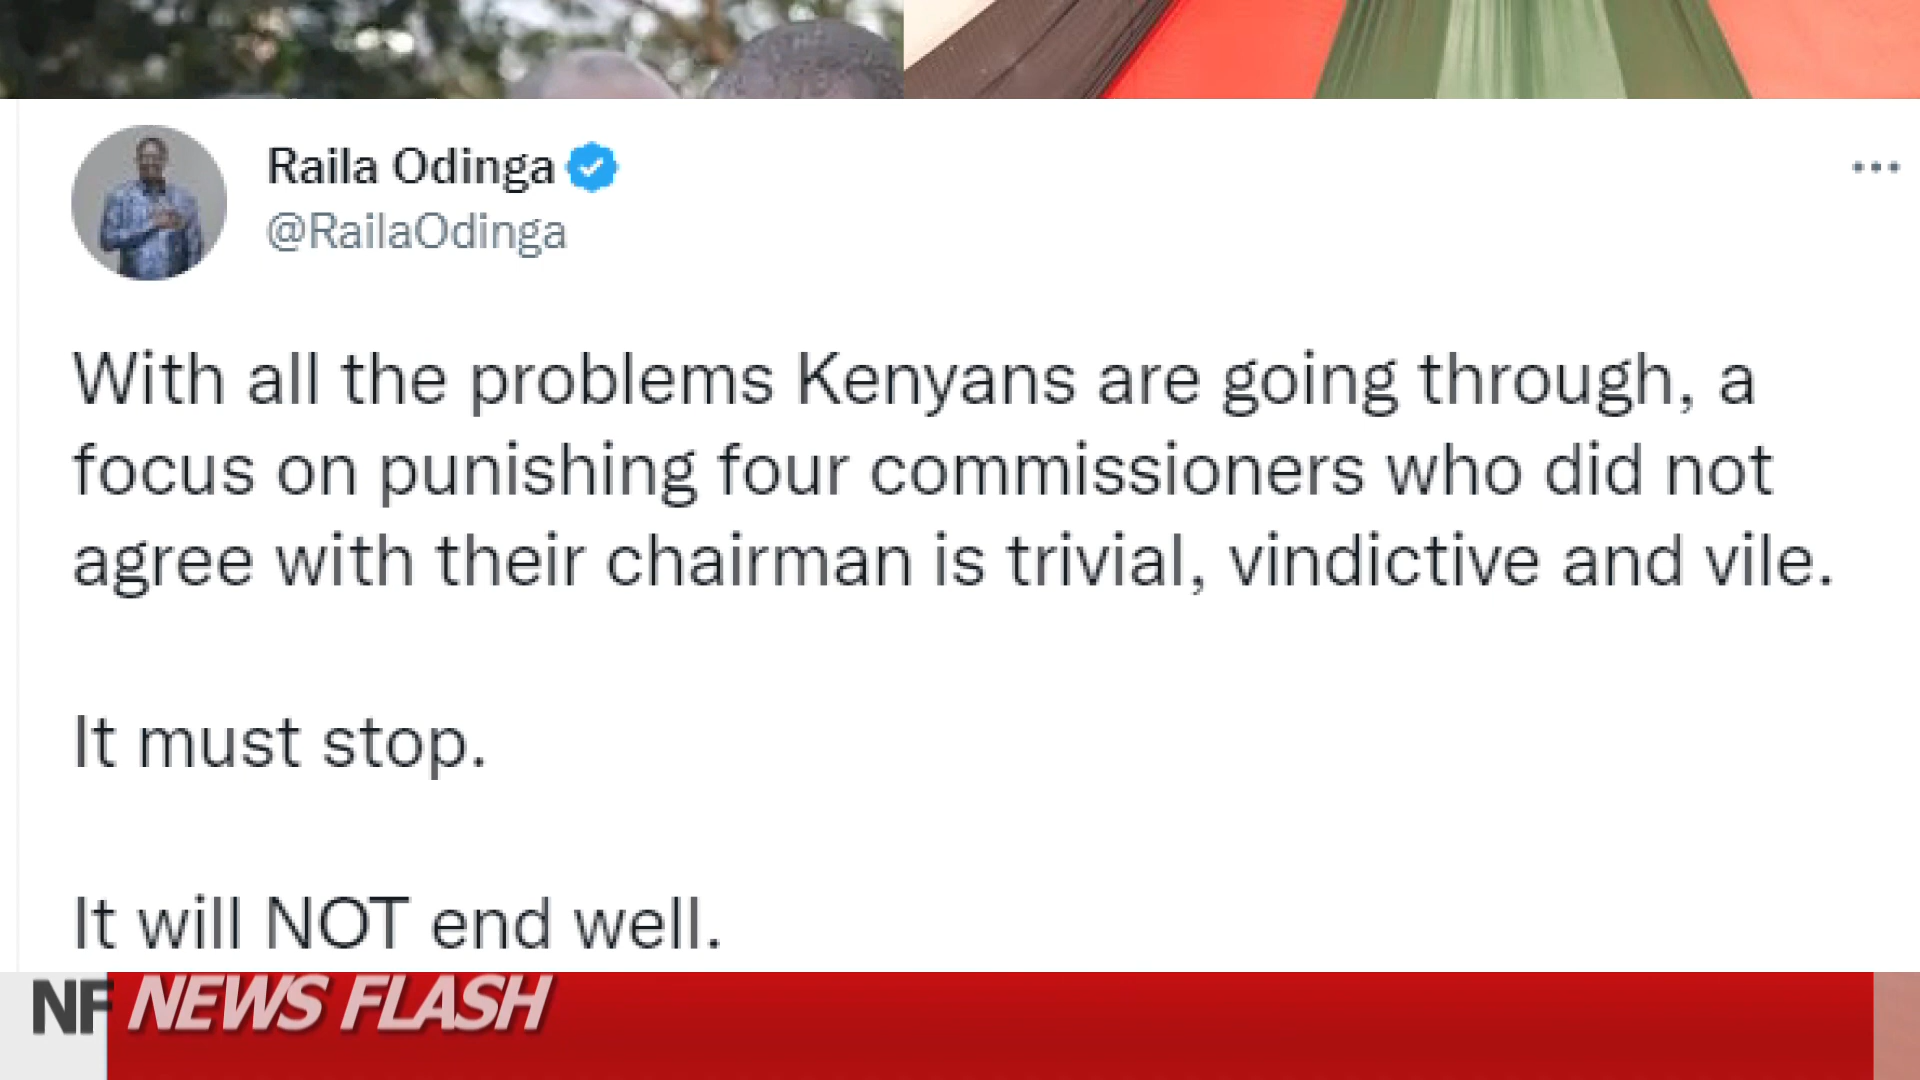 Raila Odinga
@RailaOdinga
With all the problems Kenyans are going through, a
focus on punishing four commissioners who did not
agree with their chairman is trivial, vindictive and vile.
It must stop.
It will NOT end well.
NF NEWS FLASH